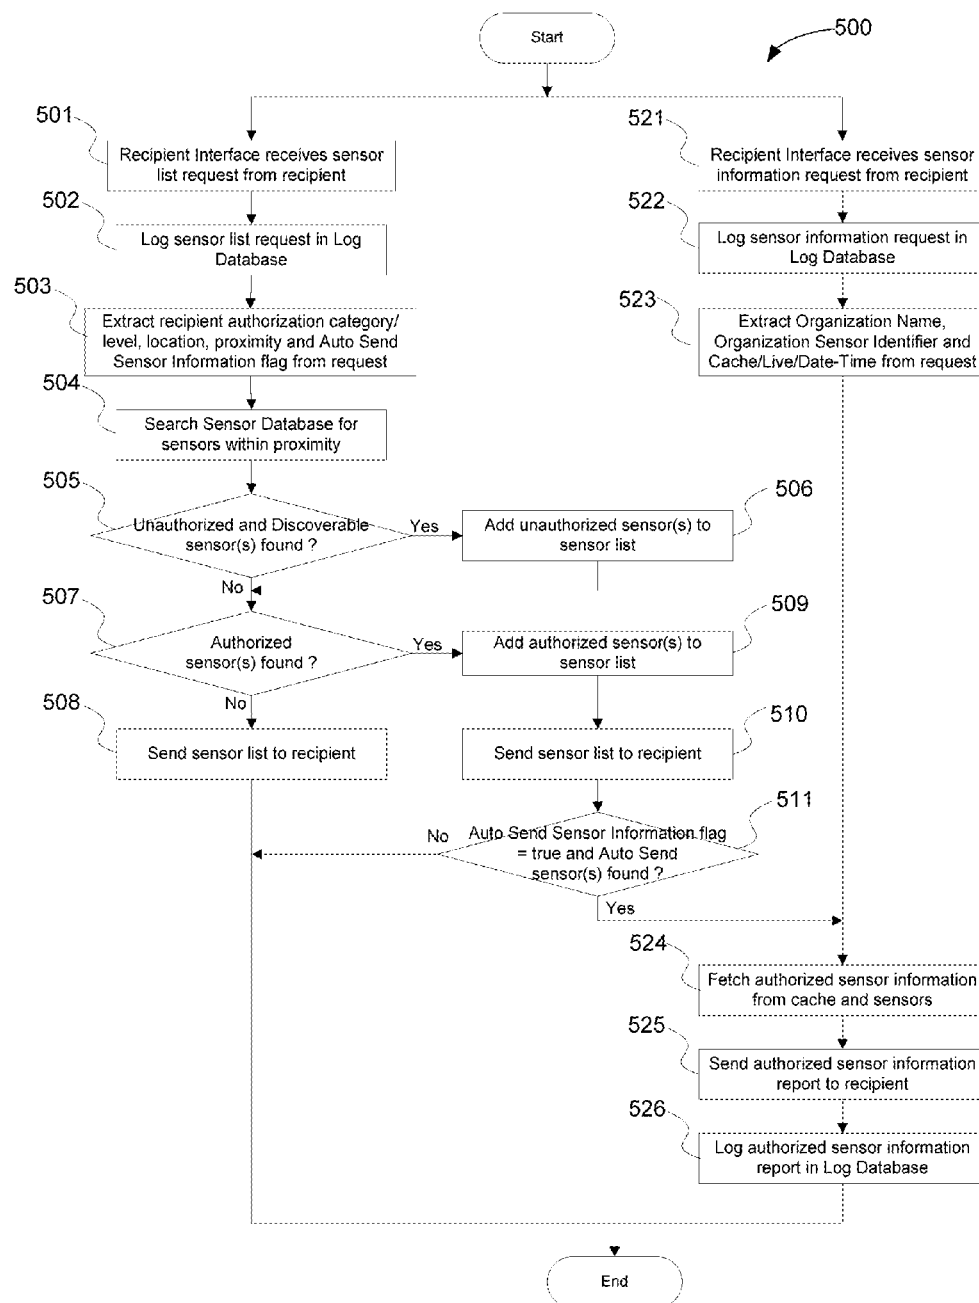 Start
500
501
Recipient Interface receives sensor
list request from recipient
502
Log sensor list request in Log
Database
503
Extract recipient authorization category/
level, location, proximity and Auto Send
Sensor Information flag from request
504
Search Sensor Database for
sensors within proximity
505
Unauthorized and Discoverable
sensor(s) found ?
Yes
506
Add unauthorized sensor(s) to
sensor list
No
507
Authorized
sensor(s) found ?
Yes
509
Add authorized sensor(s) to
sensor list
No
508
Send sensor list to recipient
510
Send sensor list to recipient
511
Auto Send Sensor Information flag
= true and Auto Send
sensor(s) found ?
No
Yes
521
Recipient Interface receives sensor
information request from recipient
522
Log sensor information request in
Log Database
523
Extract Organization Name,
Organization Sensor Identifier and
Cache/Live/Date-Time from request
524
Fetch authorized sensor information
from cache and sensors
525
Send authorized sensor information
report to recipient
526
Log authorized sensor information
report in Log Database
End